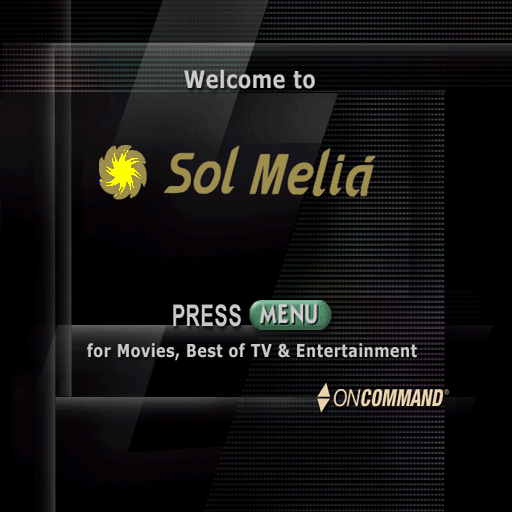 Welcome to
Sol Meliá
PRESS MENU
for Movies, Best of TV & Entertainment
ONCOMMAND®